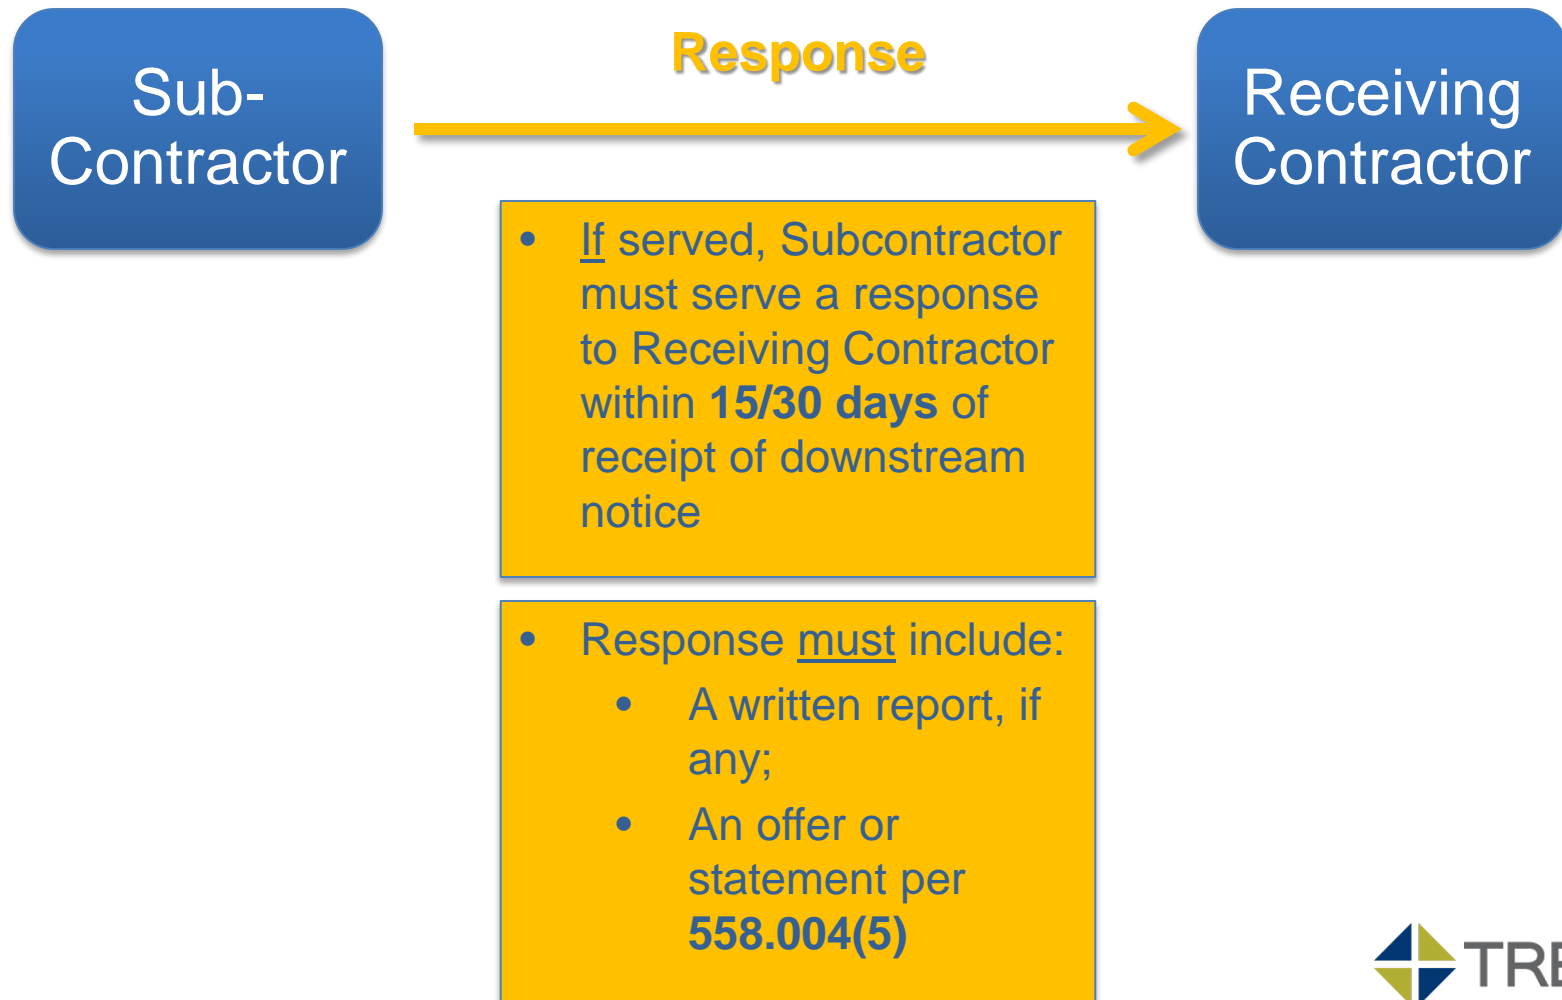 Response
Sub-
Contractor
Receiving
Contractor
• If served, Subcontractor
must serve a response
to Receiving Contractor
within 15/30 days of
receipt of downstream
notice
• Response must include:
• A written report, if
any;
• An offer or
statement per
558.004(5)